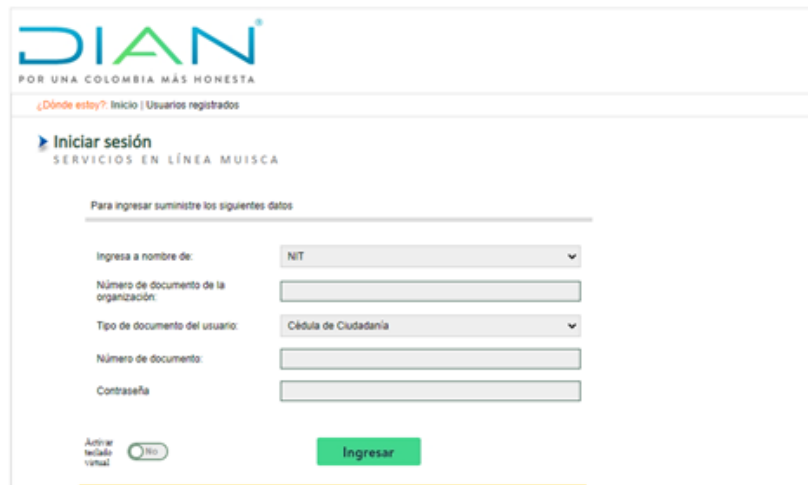 DIAN®
POR UNA COLOMBIA MÁS HONESTA
¿Dónde estoy?: Inicio | Usuarios registrados
Iniciar sesión
SERVICIOS EN LÍNEA MUISCA
Para ingresar suministre los siguientes datos
Ingresa a nombre de: NIT
Número de documento de la
organización:
Tipo de documento del usuario: Cédula de Ciudadanía
Número de documento:
Contraseña
Activar
teclado
virtual
No
Ingresar